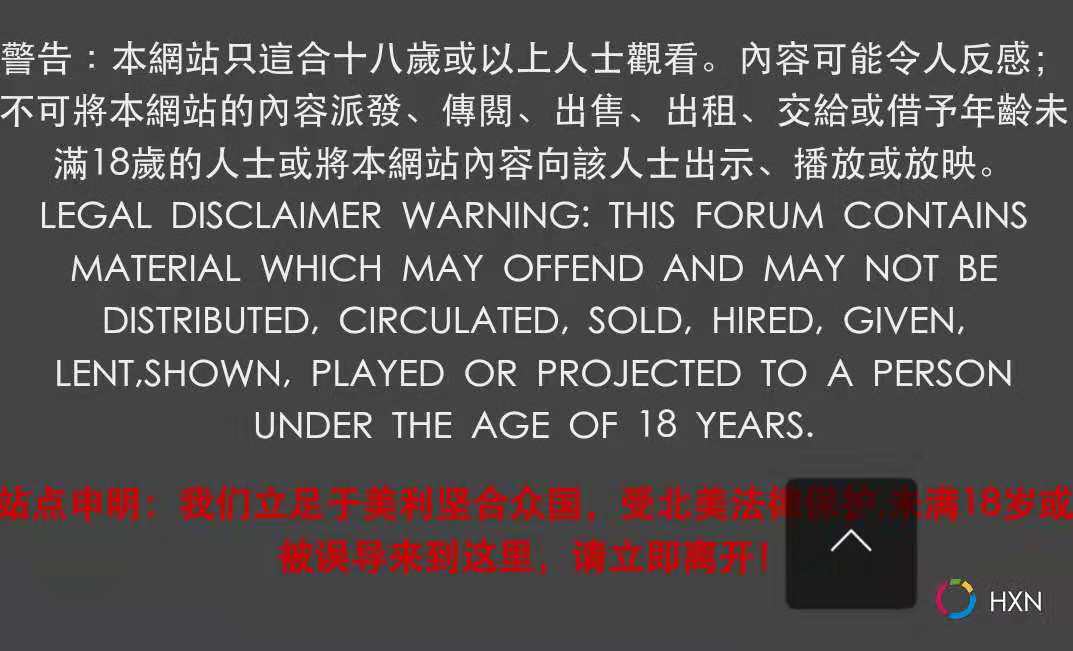 警告：本網站只這合十八歲或以上人士觀看。內容可能令人反感；
不可將本網站的內容派發、傳閱、出售、出租、交給或借予年齡未
滿18歲的人士或將本網站內容向該人士出示、播放或放映。
LEGAL DISCLAIMER WARNING: THIS FORUM CONTAINS
MATERIAL WHICH MAY OFFEND AND MAY NOT BE
DISTRIBUTED, CIRCULATED, SOLD, HIRED, GIVEN,
LENT,SHOWN, PLAYED OR PROJECTED TO A PERSON
UNDER THE AGE OF 18 YEARS.
站点申明：我们立足于美利坚合众国，受北美法律保护,未满18岁或
被误导来到这里，请立即离开！
HXN